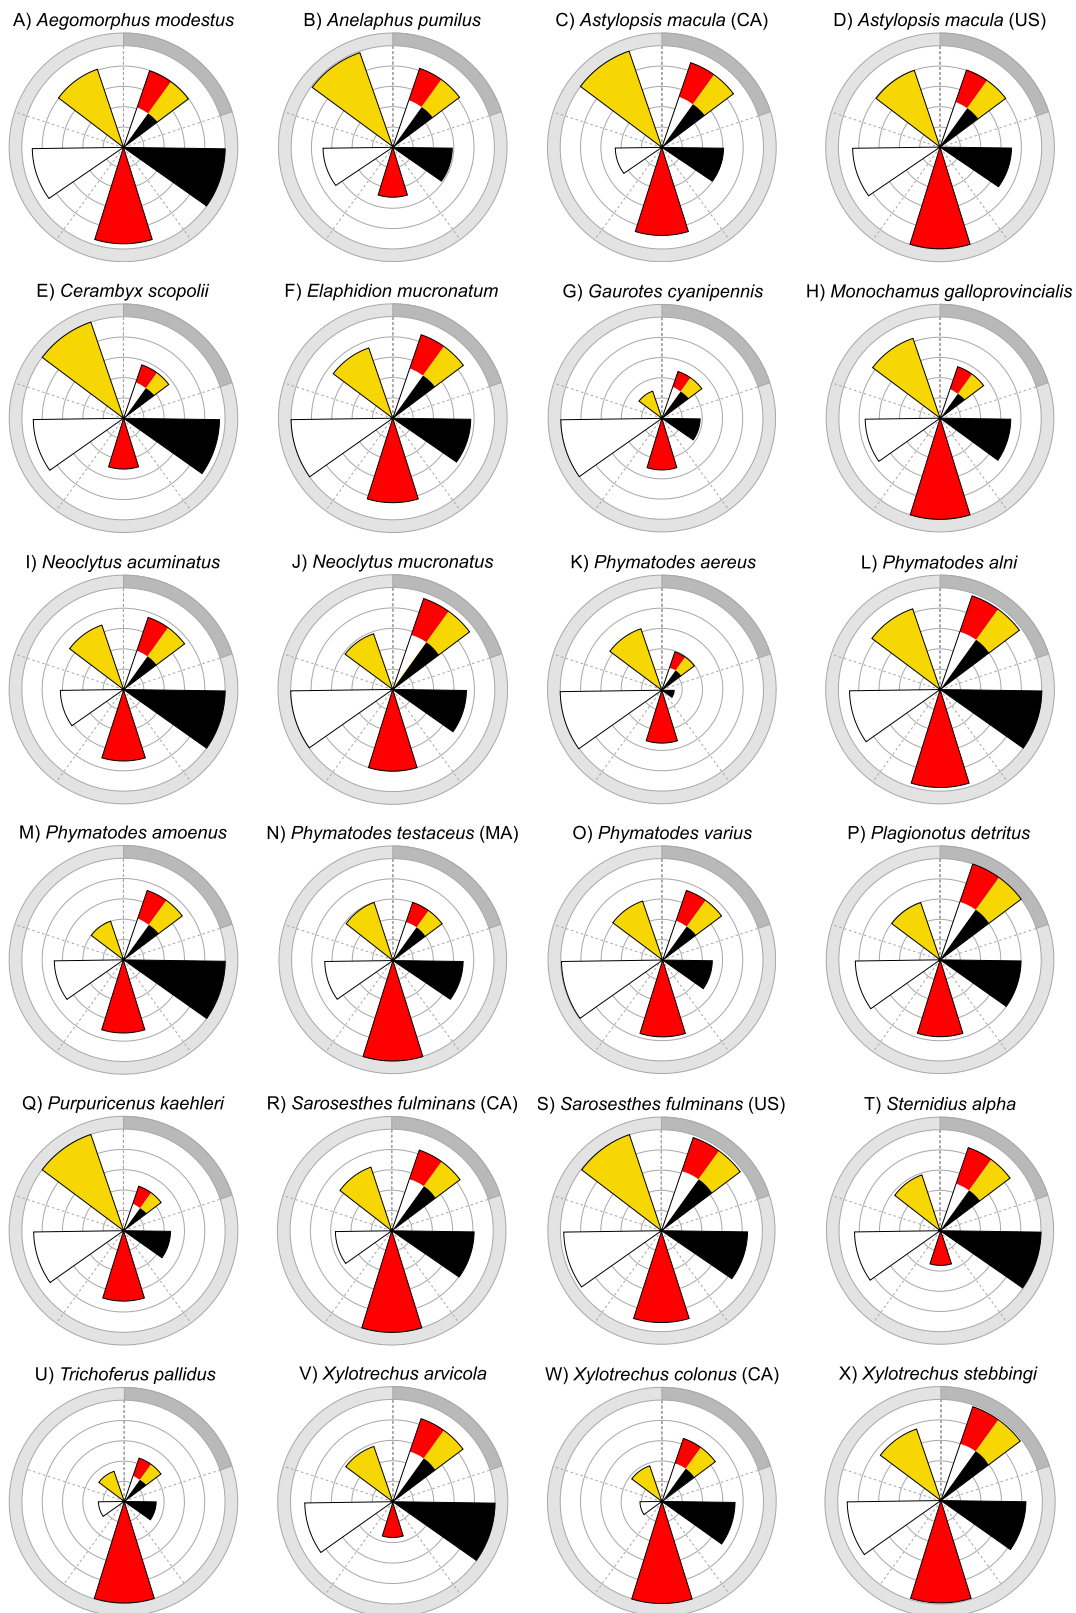 A) Aegomorphus modestus
B) Anelaphus pumilus
C) Astylopsis macula (CA)
D) Astylopsis macula (US)
E) Cerambyx scopolii
F) Elaphidion mucronatum
G) Gaurotes cyanipennis
H) Monochamus galloprovincialis
I) Neoclytus acuminatus
J) Neoclytus mucronatus
K) Phymatodes aereus
L) Phymatodes alni
M) Phymatodes amoenus
N) Phymatodes testaceus (MA)
O) Phymatodes varius
P) Plagionotus detritus
Q) Purpuricenus kaehleri
R) Sarosesthes fulminans (CA)
S) Sarosesthes fulminans (US)
T) Sternidius alpha
U) Trichoferus pallidus
V) Xylotrechus arvicola
W) Xylotrechus colonus (CA)
X) Xylotrechus stebbingi